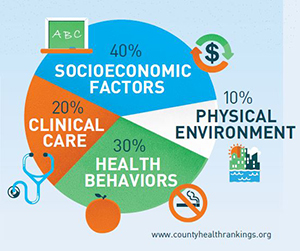 ABC
40%
SOCIOECONOMIC
FACTORS
$
10%
PHYSICAL
ENVIRONMENT
20%
CLINICAL
CARE
30%
HEALTH
BEHAVIORS
www.countyhealthrankings.org